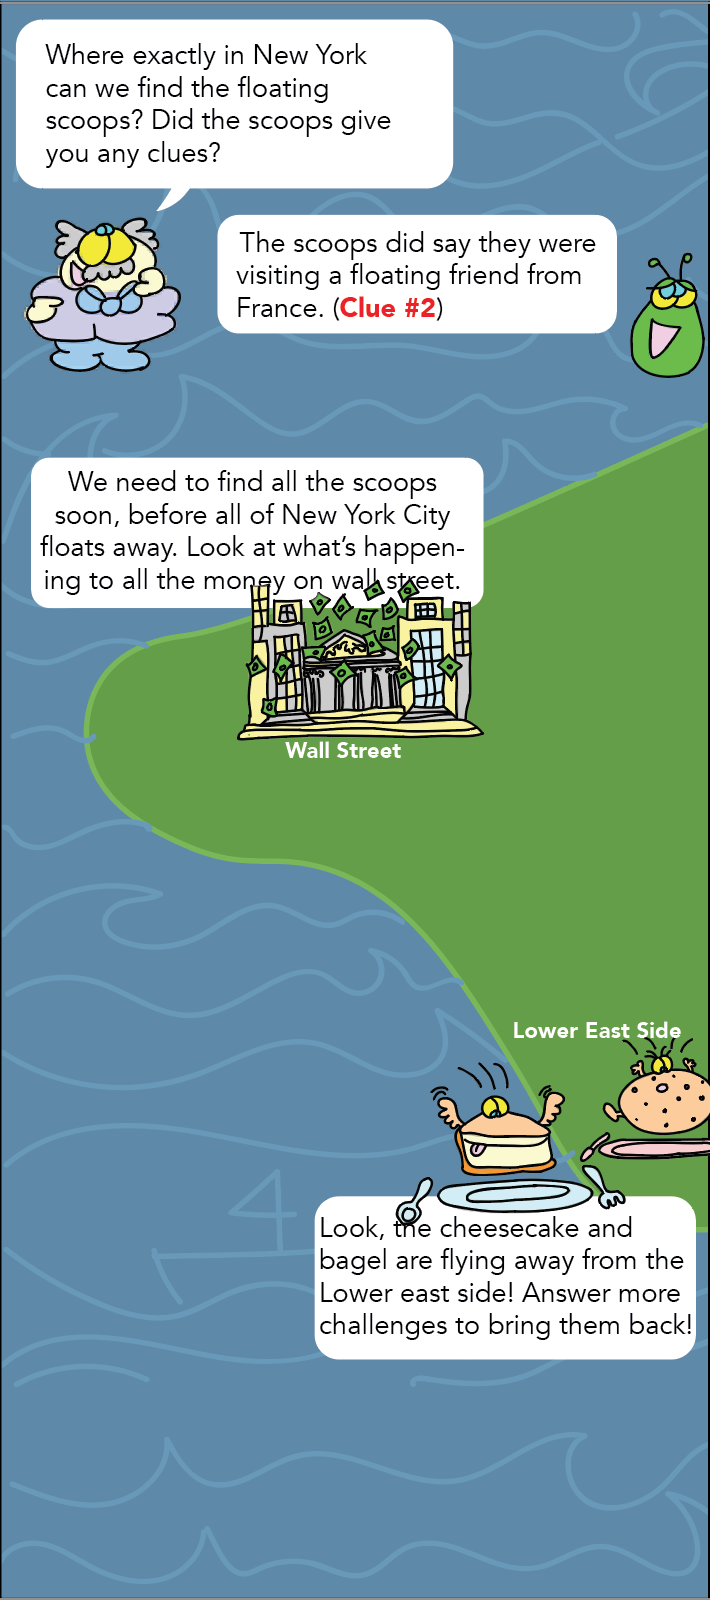 Where exactly in New York
can we find the floating
scoops? Did the scoops give
you any clues?
The scoops did say they were
visiting a floating friend from
France. (Clue #2)
We need to find all the scoops
soon, before all of New York City
floats away. Look at what's happen-
ing to all the money on wall street.
Wall Street
Lower East Side
Look, the cheesecake and
bagel are flying away from the
Lower east side! Answer more
challenges to bring them back!